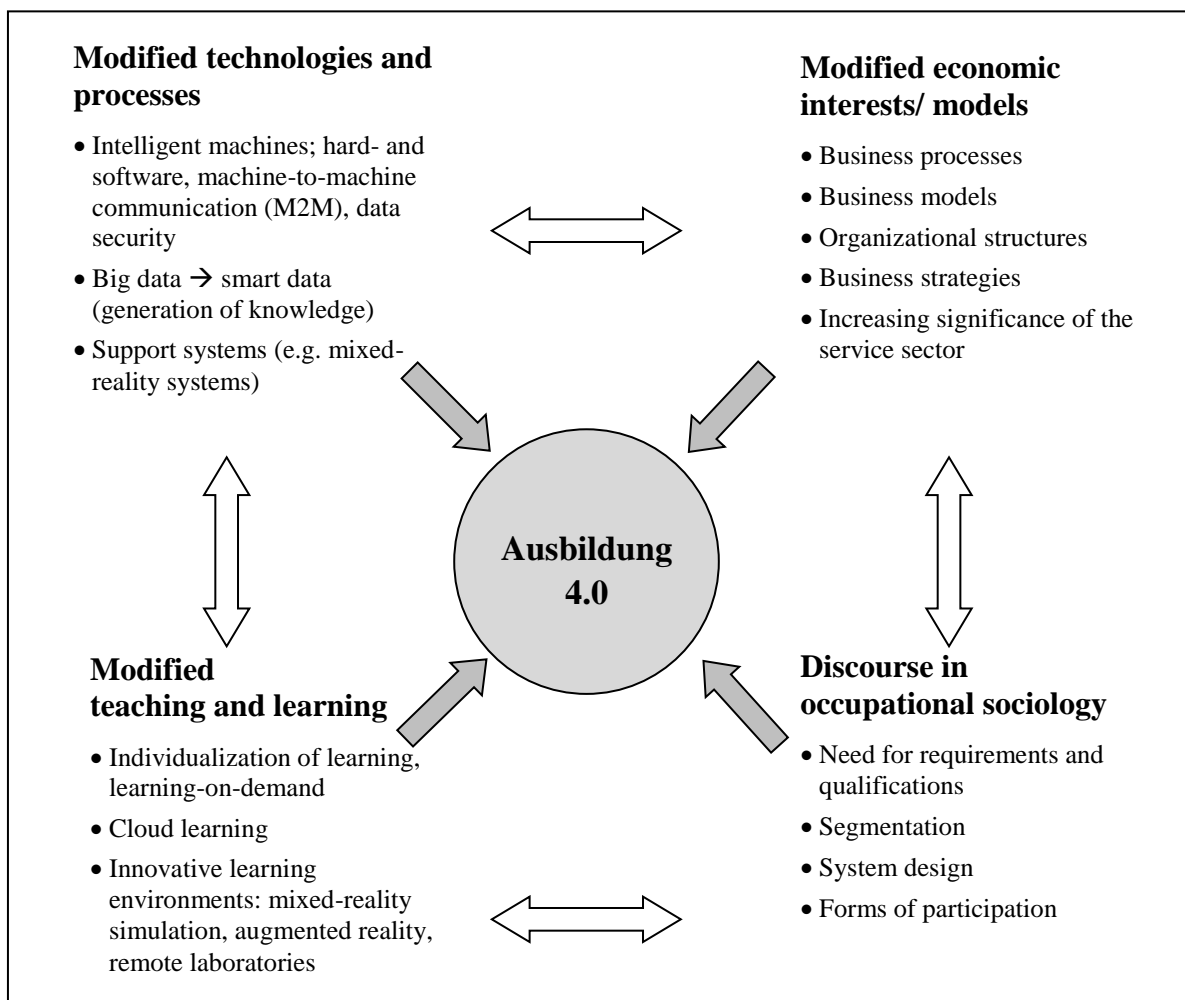 Modified technologies and
processes
• Intelligent machines; hard- and
software, machine-to-machine
communication (M2M), data
security
• Big data → smart data
(generation of knowledge)
• Support systems (e.g. mixed-
reality systems)
Modified economic
interests/ models
• Business processes
• Business models
• Organizational structures
• Business strategies
• Increasing significance of the
service sector
Ausbildung
4.0
Modified
teaching and learning
• Individualization of learning,
learning-on-demand
• Cloud learning
• Innovative learning
environments: mixed-reality
simulation, augmented reality,
remote laboratories
Discourse in
occupational sociology
• Need for requirements and
qualifications
• Segmentation
• System design
• Forms of participation